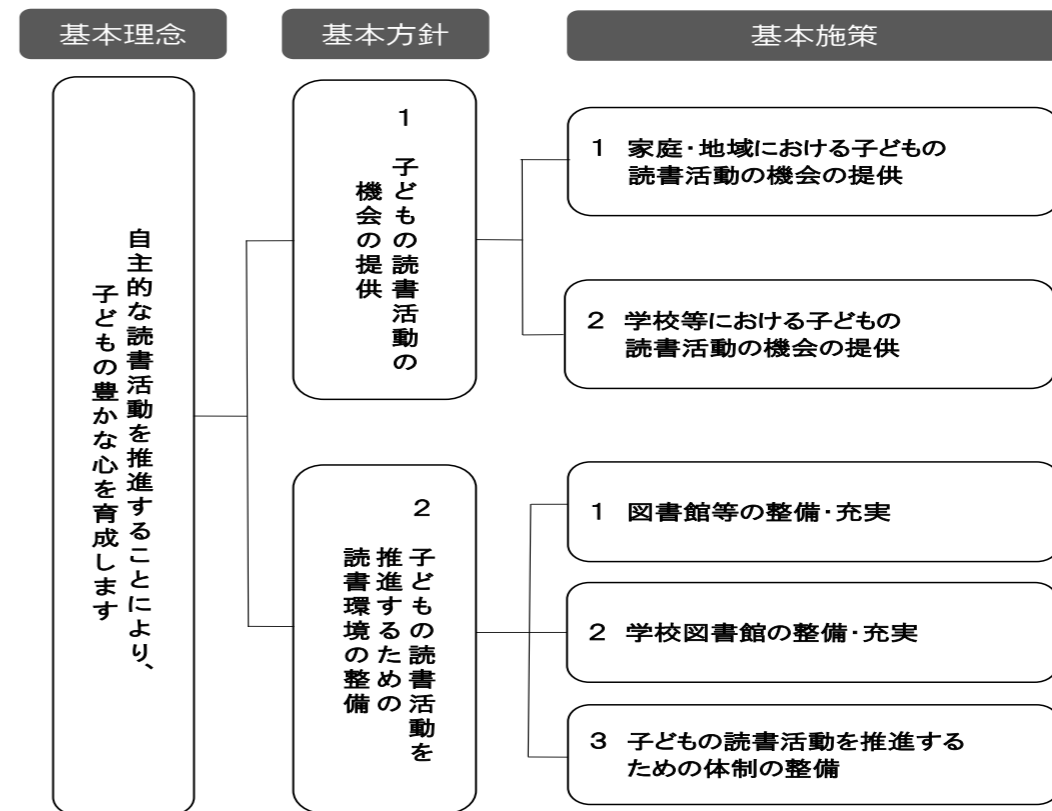 基本理念
基本方針
基本施策
自主的な読書活動を推進することにより、
子どもの豊かな心を育成します
1 子どもの読書活動の
機会の提供
1 家庭・地域における子どもの
読書活動の機会の提供
2 学校等における子どもの
読書活動の機会の提供
2 子どもの読書活動を
推進するための
読書環境の整備
1 図書館等の整備・充実
2 学校図書館の整備・充実
3 子どもの読書活動を推進する
ための体制の整備